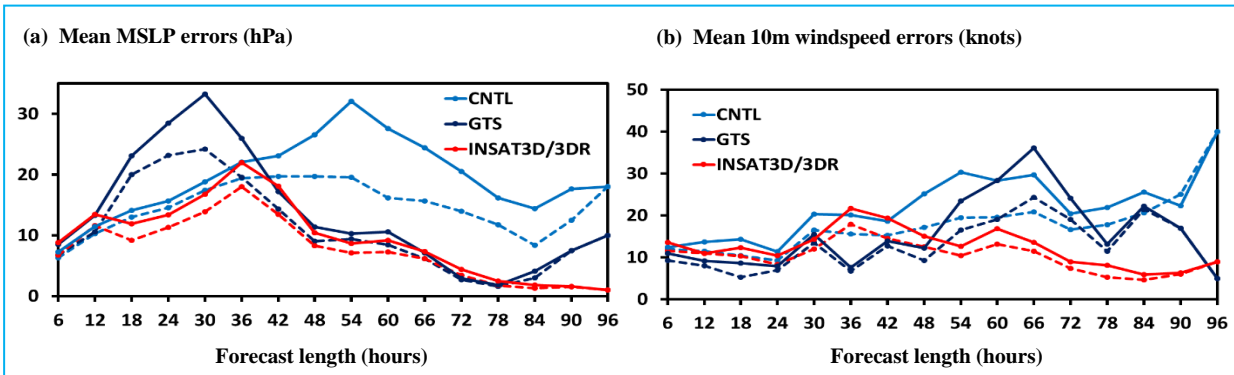 (a) Mean MSLP errors (hPa)
30
20
10
0
CNTL
GTS
INSAT3D/3DR
6 12 18 24 30 36 42 48 54 60 66 72 78 84 90 96
Forecast length (hours)
(b) Mean 10m windspeed errors (knots)
50
40
30
20
10
0
CNTL
GTS
INSAT3D/3DR
6 12 18 24 30 36 42 48 54 60 66 72 78 84 90 96
Forecast length (hours)